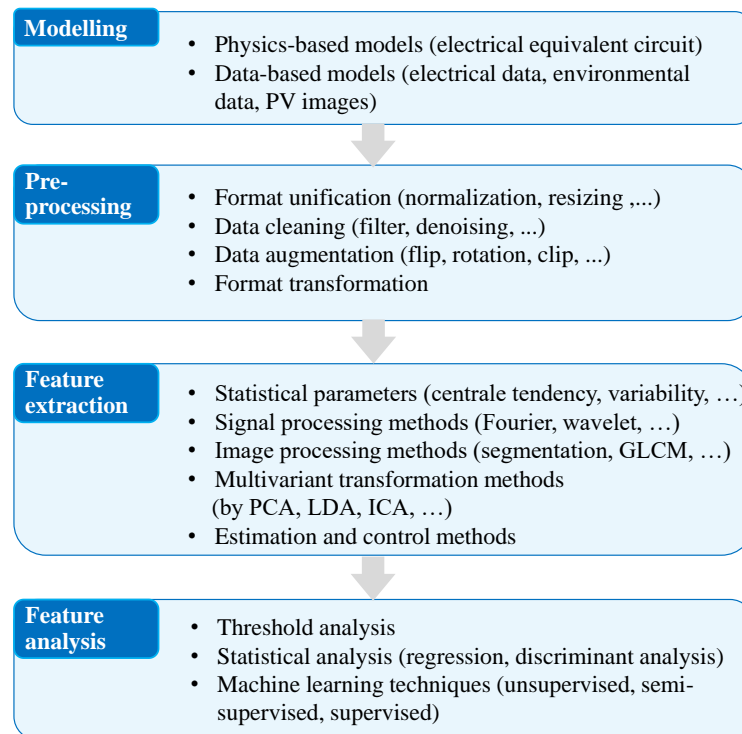 Modelling
• Physics-based models (electrical equivalent circuit)
• Data-based models (electrical data, environmental
data, PV images)
Pre-
processing
• Format unification (normalization, resizing ,...)
• Data cleaning (filter, denoising, ...)
• Data augmentation (flip, rotation, clip, ...)
• Format transformation
Feature
extraction
• Statistical parameters (centrale tendency, variability, …)
• Signal processing methods (Fourier, wavelet, …)
• Image processing methods (segmentation, GLCM, …)
• Multivariant transformation methods
(by PCA, LDA, ICA, …)
• Estimation and control methods
Feature
analysis
• Threshold analysis
• Statistical analysis (regression, discriminant analysis)
• Machine learning techniques (unsupervised, semi-
supervised, supervised)